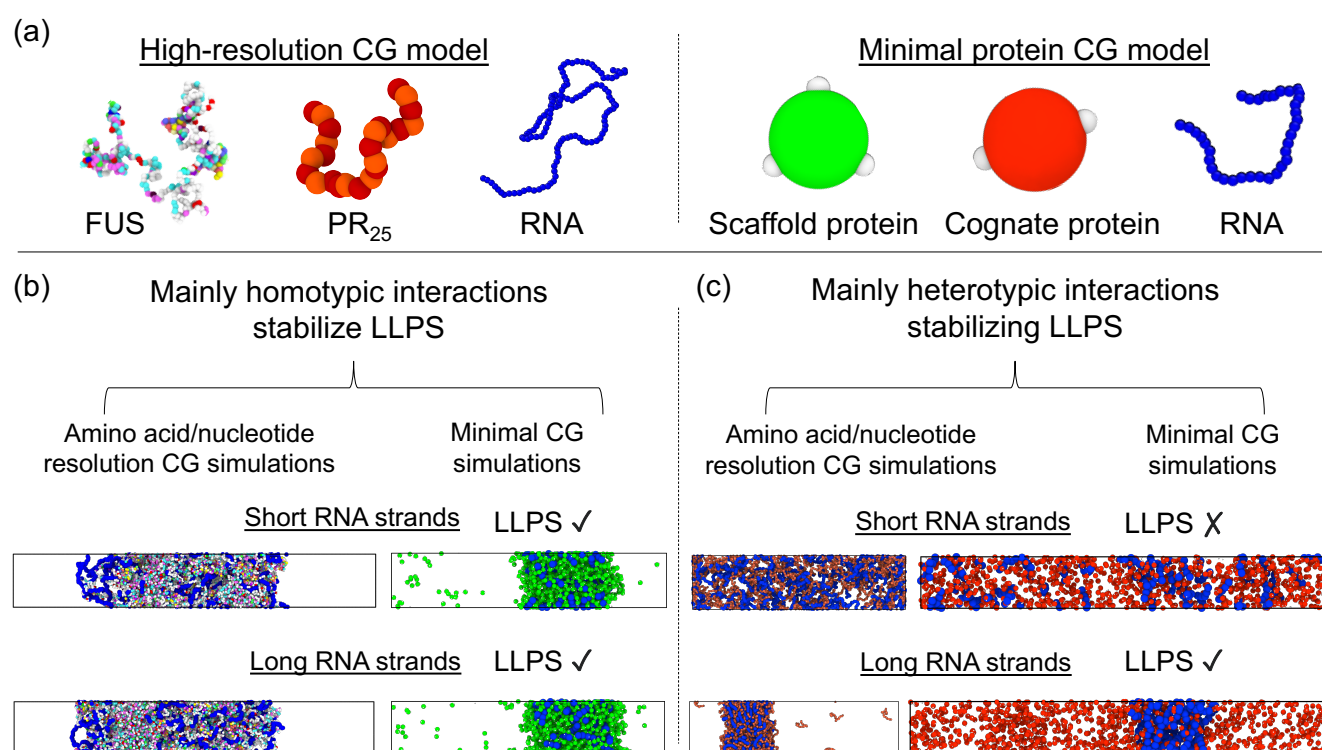 (a)
High-resolution CG model
FUS
PR₂₅
RNA
Minimal protein CG model
Scaffold protein
Cognate protein
RNA
(b)
Mainly homotypic interactions
stabilize LLPS
Amino acid/nucleotide
resolution CG simulations
Minimal CG
simulations
Short RNA strands LLPS ✓
Long RNA strands LLPS ✓
(c)
Mainly heterotypic interactions
stabilizing LLPS
Amino acid/nucleotide
resolution CG simulations
Minimal CG
simulations
Short RNA strands LLPS ✗
Long RNA strands LLPS ✓